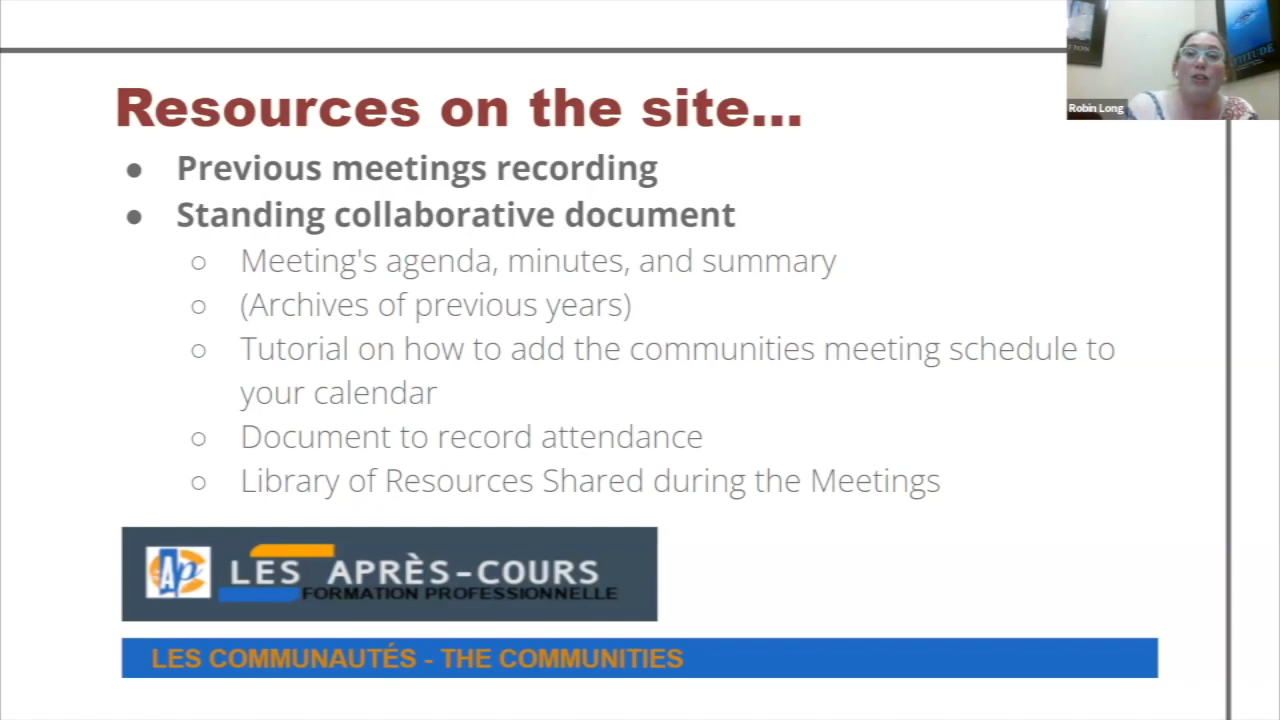 Resources on the site...
● Previous meetings recording
● Standing collaborative document
○ Meeting's agenda, minutes, and summary
○ (Archives of previous years)
○ Tutorial on how to add the communities meeting schedule to
your calendar
○ Document to record attendance
○ Library of Resources Shared during the Meetings
Ap LES APRÈS-COURS
FORMATION PROFESSIONNELLE
LES COMMUNAUTÉS - THE COMMUNITIES
Robin Long